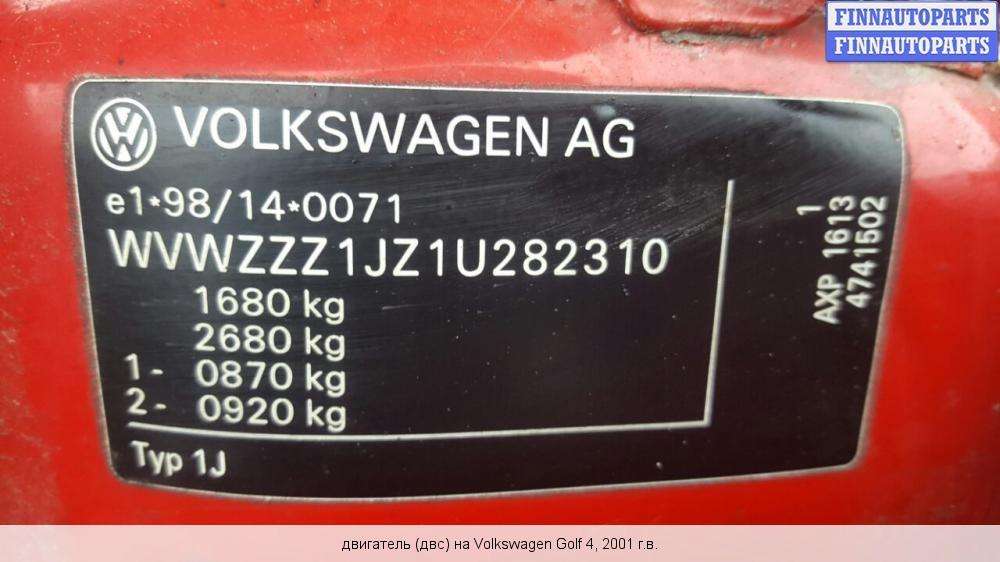 FINNAUTOPARTS
FINNAUTOPARTS
VOLKSWAGEN AG
e1*98/14*0071
WVWZZZ1JZ1U282310
1680 kg
2680 kg
1- 0870 kg
2- 0920 kg
Typ 1J
1
AXP 1613
4741502
двигатель (двс) на Volkswagen Golf 4, 2001 г.в.